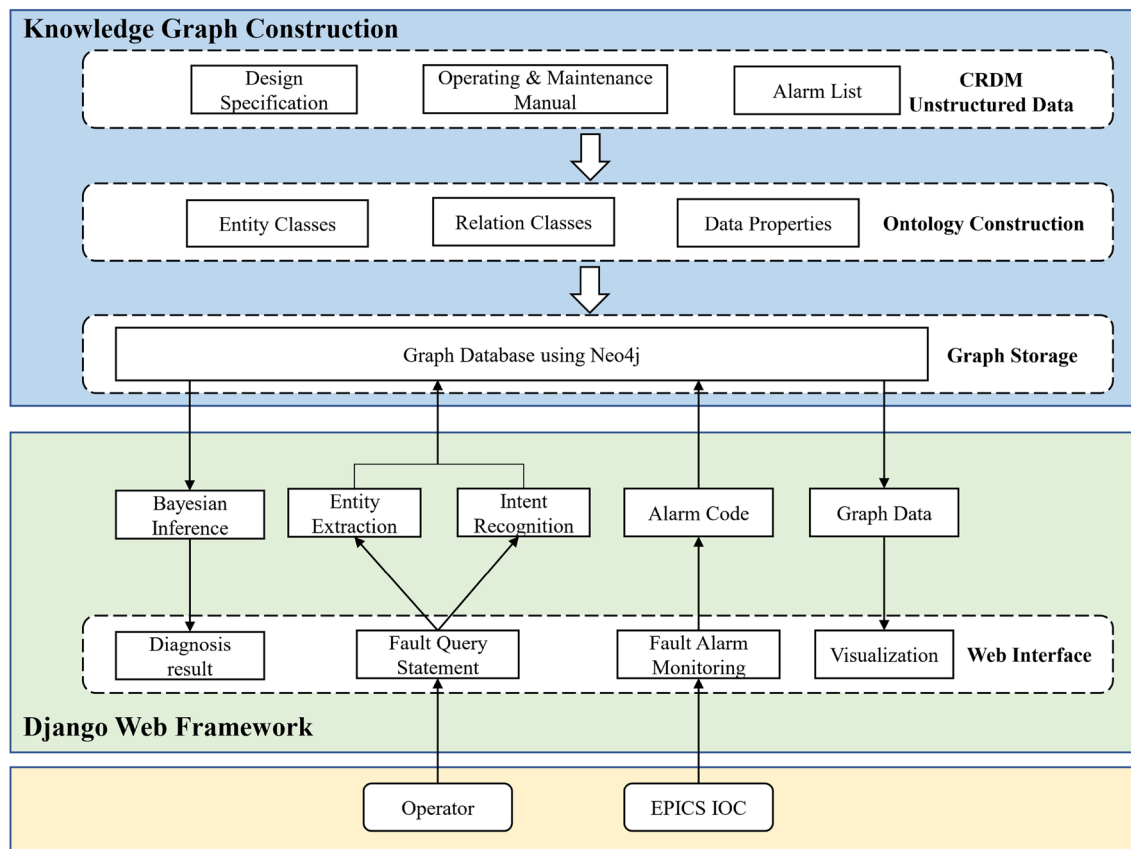 Knowledge Graph Construction
Design
Specification
Operating & Maintenance
Manual
Alarm List
CRDM
Unstructured Data
Entity Classes
Relation Classes
Data Properties
Ontology Construction
Graph Database using Neo4j
Graph Storage
Bayesian
Inference
Entity
Extraction
Intent
Recognition
Alarm Code
Graph Data
Diagnosis
result
Fault Query
Statement
Fault Alarm
Monitoring
Visualization
Web Interface
Django Web Framework
Operator
EPICS IOC